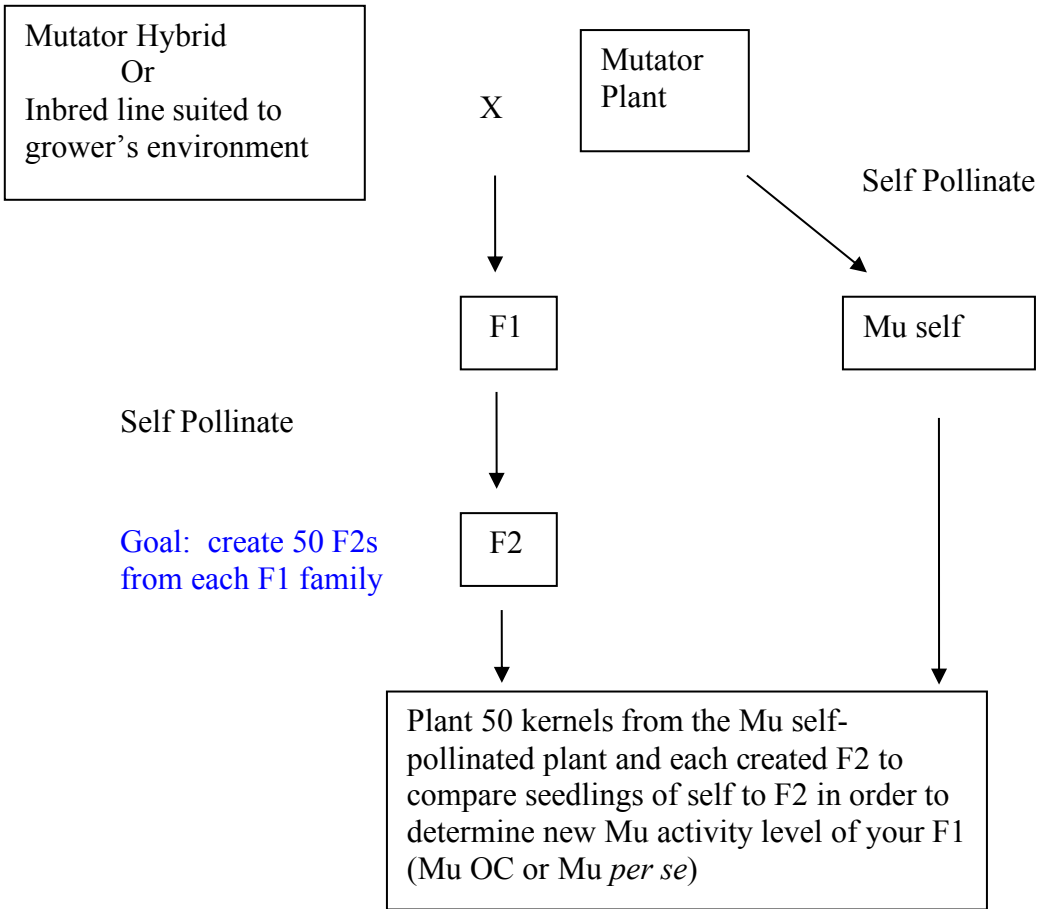 Mutator Hybrid
Or
Inbred line suited to
grower’s environment
X
Mutator
Plant
Self Pollinate
F1
Mu self
Self Pollinate
Goal: create 50 F2s
from each F1 family
F2
Plant 50 kernels from the Mu self-
pollinated plant and each created F2 to
compare seedlings of self to F2 in order to
determine new Mu activity level of your F1
(Mu OC or Mu per se)